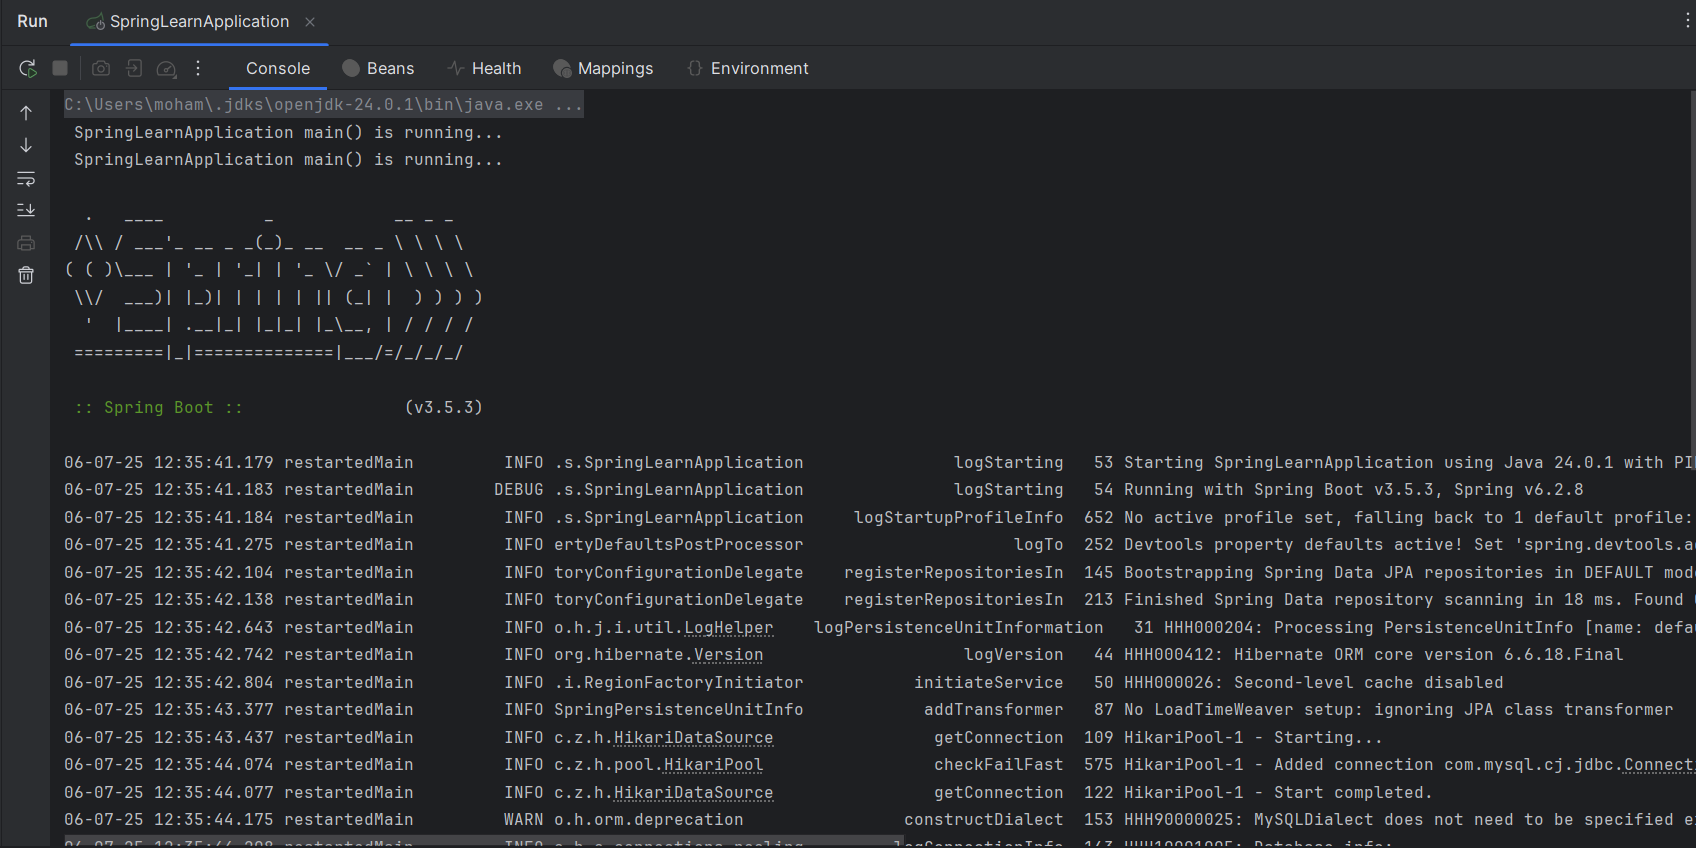 Run SpringLearnApplication
Console Beans Health Mappings Environment
C:\Users\moham\.jdks\openjdk-24.0.1\bin\java.exe ...
SpringLearnApplication main() is running...
SpringLearnApplication main() is running...
  .   ____          _            __ _ _
 /\\ / ___'_ __ _ _(_)_ __  __ _ \ \ \ \
( ( )\___ | '_ | '_| | '_ \/ _` | \ \ \ \
 \\/  ___)| |_)| | | | | || (_| |  ) ) ) )
  '  |____| .__|_| |_|_| |_\__, | / / / /
 =========|_|==============|___/=/_/_/_/
:: Spring Boot :: (v3.5.3)
06-07-25 12:35:41.179 restartedMain INFO .s.SpringLearnApplication logStarting 53 Starting SpringLearnApplication using Java 24.0.1 with PI
06-07-25 12:35:41.183 restartedMain DEBUG .s.SpringLearnApplication logStarting 54 Running with Spring Boot v3.5.3, Spring v6.2.8
06-07-25 12:35:41.184 restartedMain INFO .s.SpringLearnApplication logStartupProfileInfo 652 No active profile set, falling back to 1 default profile:
06-07-25 12:35:41.275 restartedMain INFO ertyDefaultsPostProcessor logTo 252 Devtools property defaults active! Set 'spring.devtools.a
06-07-25 12:35:42.104 restartedMain INFO toryConfigurationDelegate registerRepositoriesIn 145 Bootstrapping Spring Data JPA repositories in DEFAULT mod
06-07-25 12:35:42.138 restartedMain INFO toryConfigurationDelegate registerRepositoriesIn 213 Finished Spring Data repository scanning in 18 ms. Found
06-07-25 12:35:42.643 restartedMain INFO o.h.j.i.util.LogHelper logPersistenceUnitInformation 31 HHH000204: Processing PersistenceUnitInfo [name: defa
06-07-25 12:35:42.742 restartedMain INFO org.hibernate.Version logVersion 44 HHH000412: Hibernate ORM core version 6.6.18.Final
06-07-25 12:35:42.804 restartedMain INFO .i.RegionFactoryInitiator initiateService 50 HHH000026: Second-level cache disabled
06-07-25 12:35:43.377 restartedMain INFO SpringPersistenceUnitInfo addTransformer 87 No LoadTimeWeaver setup: ignoring JPA class transformer
06-07-25 12:35:43.437 restartedMain INFO c.z.h.HikariDataSource getConnection 109 HikariPool-1 - Starting...
06-07-25 12:35:44.074 restartedMain INFO c.z.h.pool.HikariPool checkFailFast 575 HikariPool-1 - Added connection com.mysql.cj.jdbc.Connect
06-07-25 12:35:44.077 restartedMain INFO c.z.h.HikariDataSource getConnection 122 HikariPool-1 - Start completed.
06-07-25 12:35:44.175 restartedMain WARN o.h.orm.deprecation constructDialect 153 HHH90000025: MySQLDialect does not need to be specified e